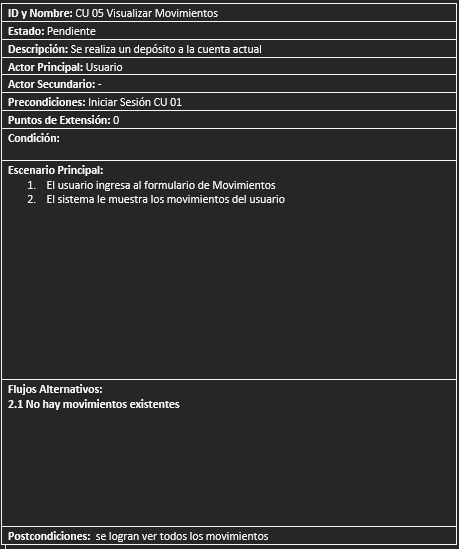 ID y Nombre: CU 05 Visualizar Movimientos
Estado: Pendiente
Descripción: Se realiza un depósito a la cuenta actual
Actor Principal: Usuario
Actor Secundario: -
Precondiciones: Iniciar Sesión CU 01
Puntos de Extensión: 0
Condición:
Escenario Principal:
1. El usuario ingresa al formulario de Movimientos
2. El sistema le muestra los movimientos del usuario
Flujos Alternativos:
2.1 No hay movimientos existentes
Postcondiciones: se logran ver todos los movimientos